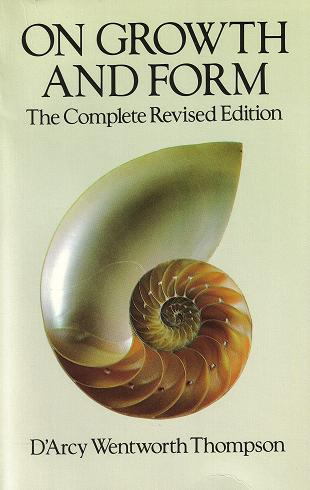 ON GROWTH
AND FORM
The Complete Revised Edition
D'Arcy Wentworth Thompson